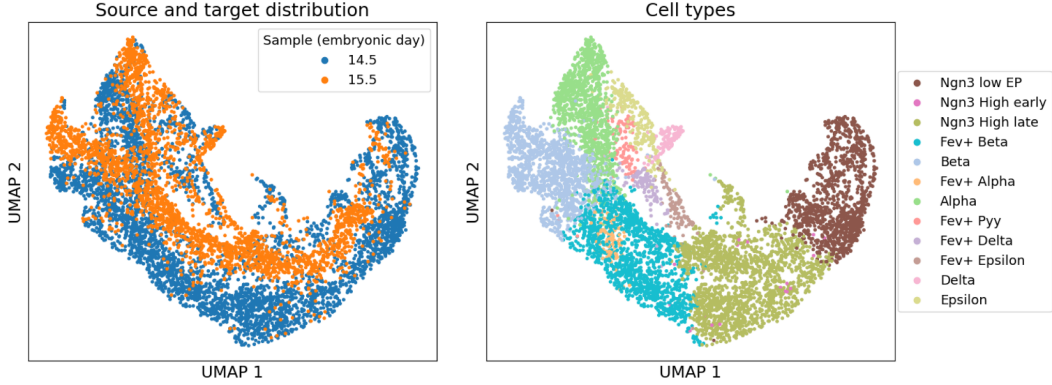 Source and target distribution
Sample (embryonic day)
14.5
15.5
UMAP 2
UMAP 1
Cell types
UMAP 2
UMAP 1
Ngn3 low EP
Ngn3 High early
Ngn3 High late
Fev+ Beta
Beta
Fev+ Alpha
Alpha
Fev+ Pyy
Fev+ Delta
Fev+ Epsilon
Delta
Epsilon